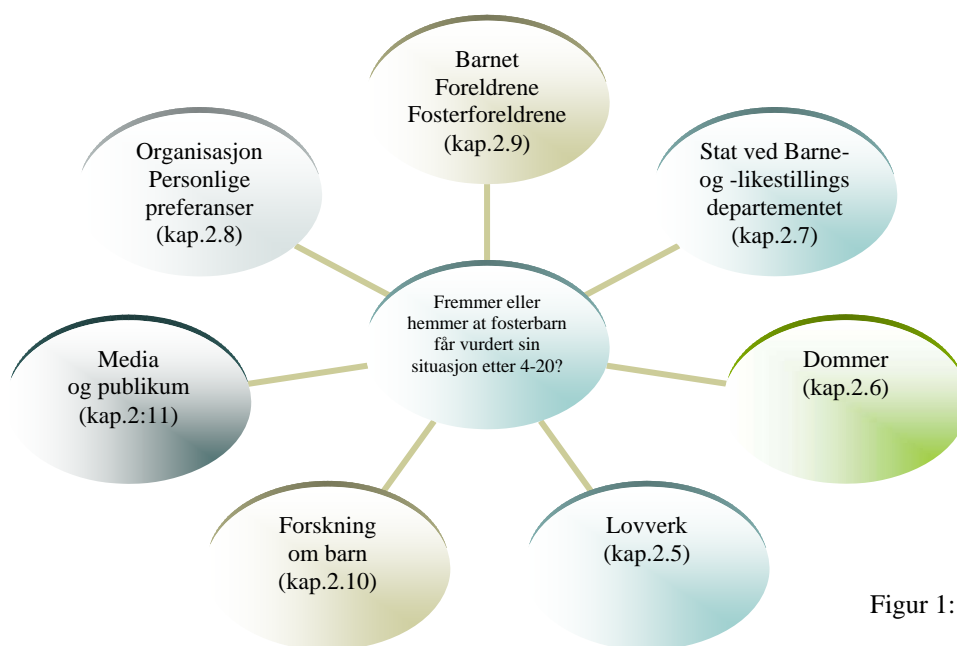 Barnet
Foreldrene
Fosterforeldrene
(kap.2.9)
Organisasjon
Personlige
preferanser
(kap.2.8)
Stat ved Barne-
og -likestillings
departementet
(kap.2.7)
Fremmer eller
hemmer at fosterbarn
får vurdert sin
situasjon etter 4-20?
Media
og publikum
(kap.2:11)
Dommer
(kap.2.6)
Forskning
om barn
(kap.2.10)
Lovverk
(kap.2.5)
Figur 1: